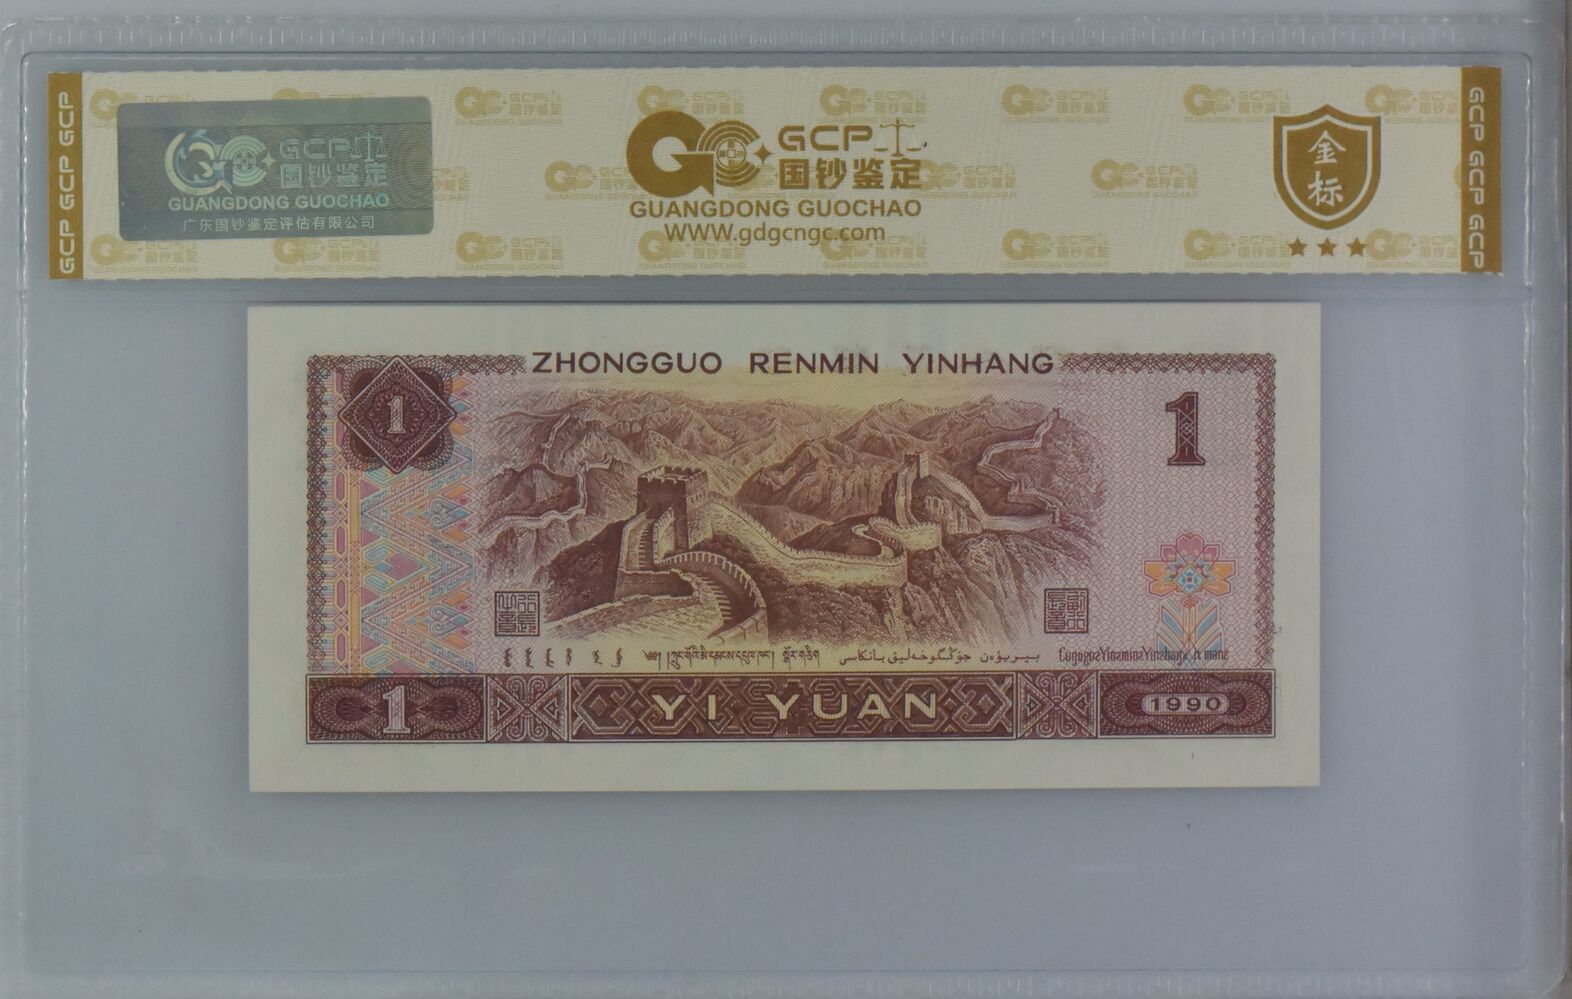 GCP GCP GCP
GCP
国钞鉴定
GUANGDONG GUOCHAO
广东国钞鉴定评估有限公司
GCP
国钞鉴定
GUANGDONG GUOCHAO
WWW.gdgcngc.com
金标
GCP GCP GCP
ZHONGGUO RENMIN YINHANG
1
1
YI YUAN
1
1990